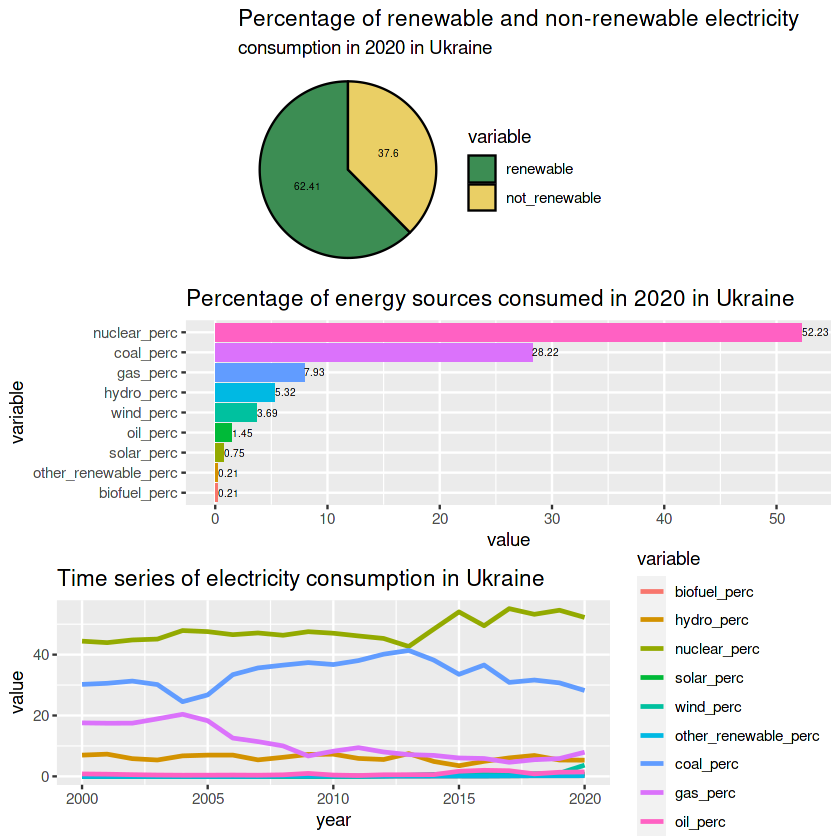 Percentage of renewable and non-renewable electricity
consumption in 2020 in Ukraine
37.6
62.41
variable
renewable
not_renewable
Percentage of energy sources consumed in 2020 in Ukraine
variable
nuclear_perc
52.23
coal_perc
28.22
gas_perc
7.93
hydro_perc
5.32
wind_perc
3.69
oil_perc
1.45
solar_perc
0.75
other_renewable_perc
0.21
biofuel_perc
0.21
0 10 20 30 40 50
value
Time series of electricity consumption in Ukraine
value
40
20
0
2000 2005 2010 2015 2020
year
variable
biofuel_perc
hydro_perc
nuclear_perc
solar_perc
wind_perc
other_renewable_perc
coal_perc
gas_perc
oil_perc